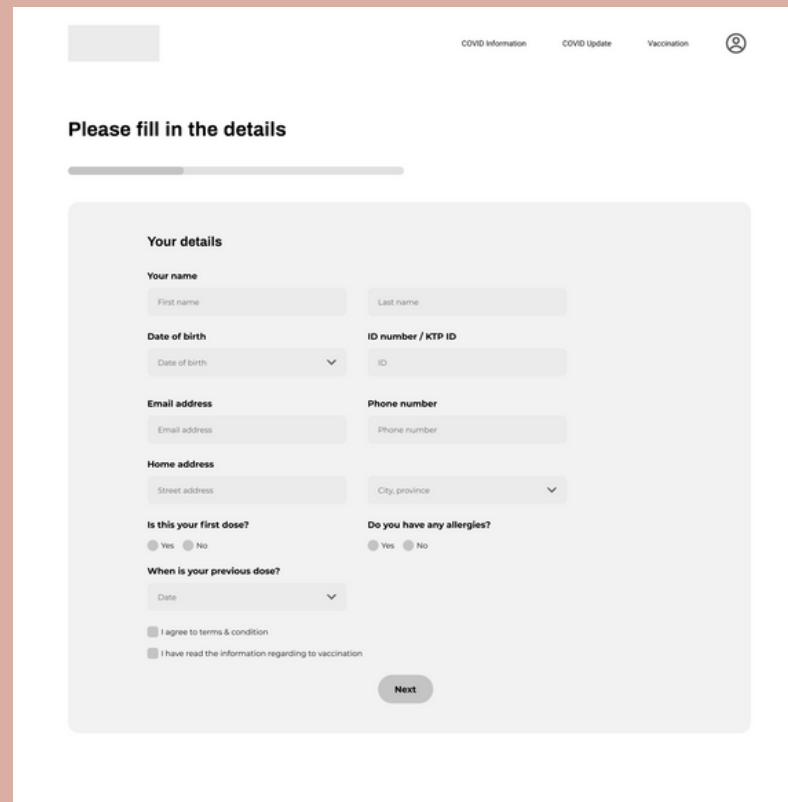 COVID Information COVID Update Vaccination
Please fill in the details
Your details
Your name
First name Last name
Date of birth ID number / KTP ID
Date of birth ID
Email address Phone number
Email address Phone number
Home address
Street address City, province
Is this your first dose? Do you have any allergies?
Yes No Yes No
When is your previous dose?
Date
I agree to terms & condition
I have read the information regarding to vaccination
Next